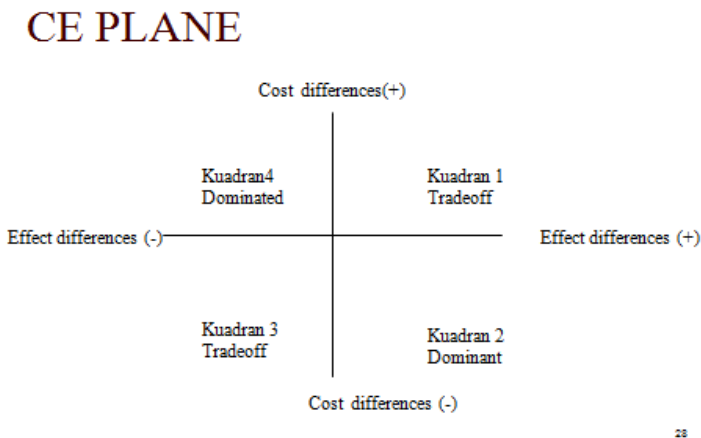 CE PLANE
Cost differences(+)
Kuadran4
Dominated
Kuadran 1
Tradeoff
Effect differences (-)
Effect differences (+)
Kuadran 3
Tradeoff
Kuadran 2
Dominant
Cost differences (-)
28